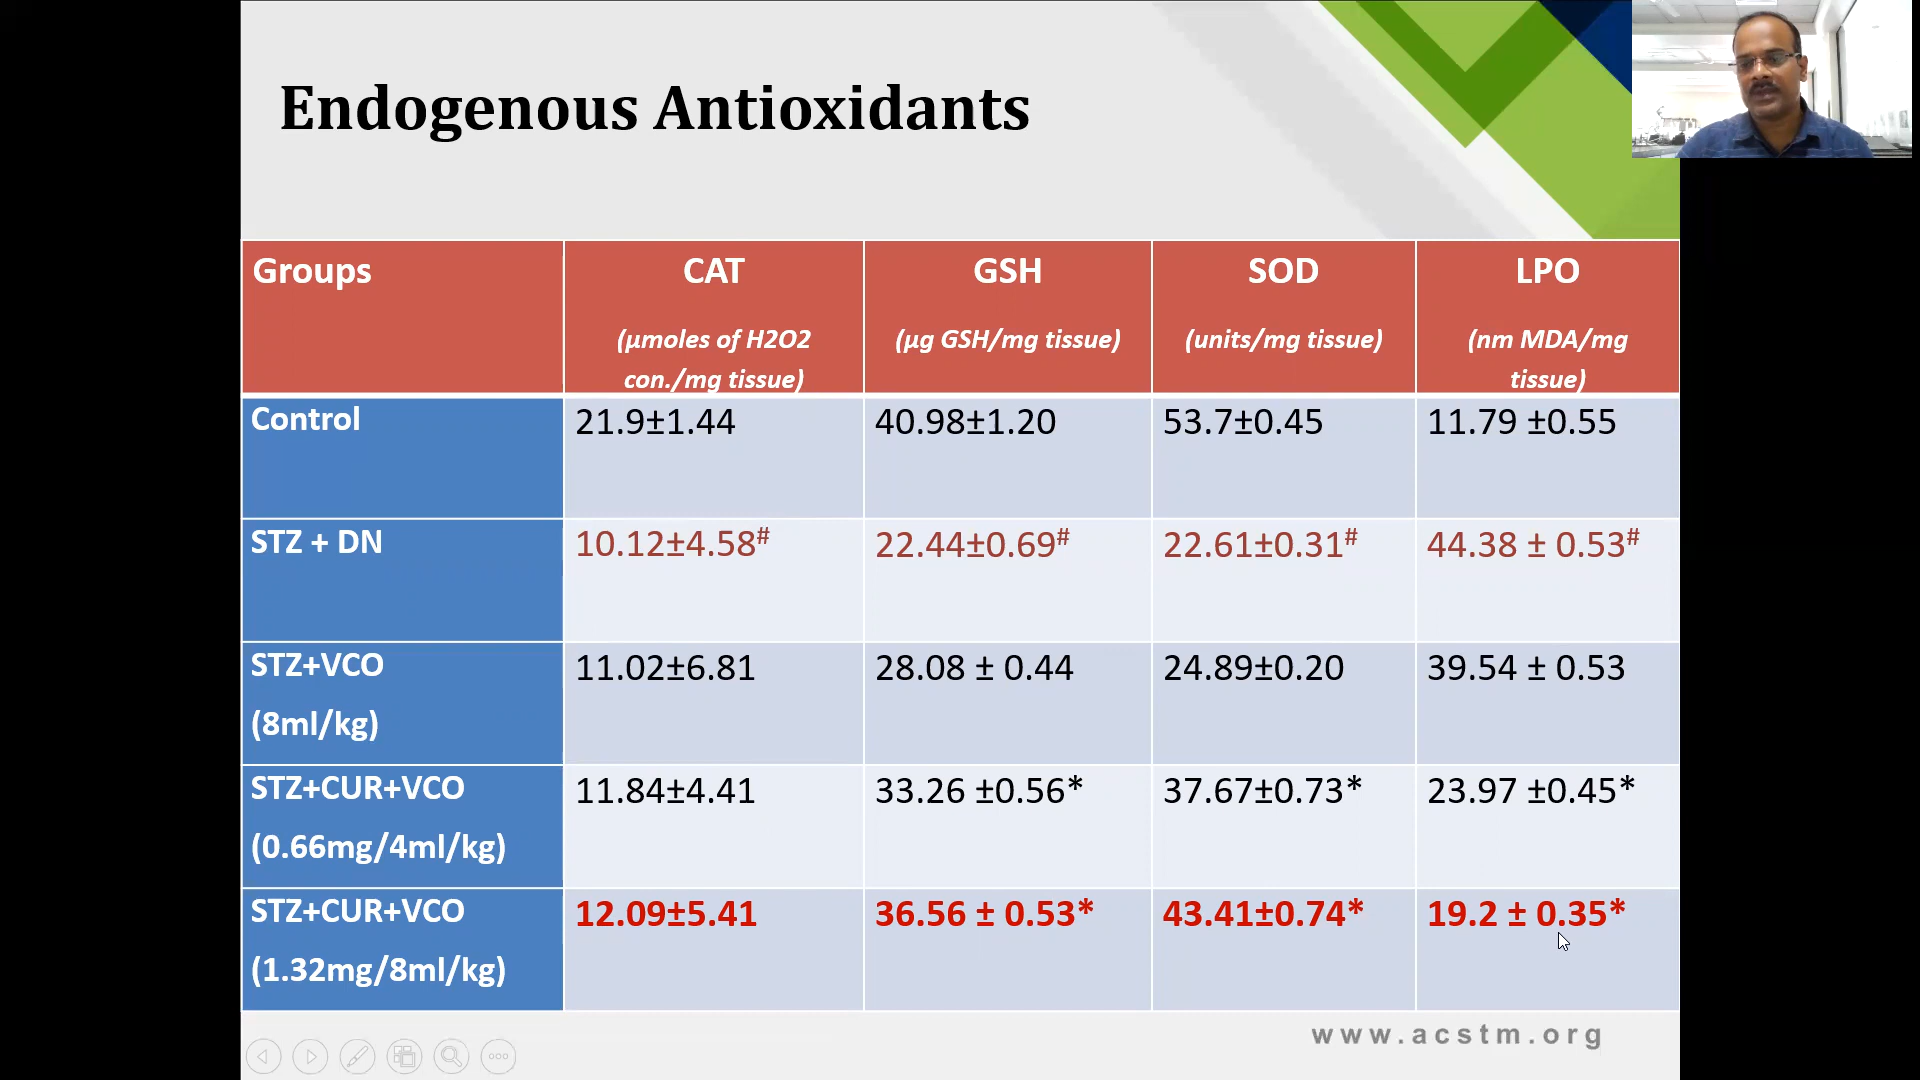 Endogenous Antioxidants
Groups
CAT
(µmoles of H2O2
con./mg tissue)
GSH
(µg GSH/mg tissue)
SOD
(units/mg tissue)
LPO
(nm MDA/mg
tissue)
Control
21.9±1.44
40.98±1.20
53.7±0.45
11.79 ±0.55
STZ + DN
10.12±4.58#
22.44±0.69#
22.61±0.31#
44.38 ± 0.53#
STZ+VCO
(8ml/kg)
11.02±6.81
28.08 ± 0.44
24.89±0.20
39.54 ± 0.53
STZ+CUR+VCO
(0.66mg/4ml/kg)
11.84±4.41
33.26 ±0.56*
37.67±0.73*
23.97 ±0.45*
STZ+CUR+VCO
(1.32mg/8ml/kg)
12.09±5.41
36.56 ± 0.53*
43.41±0.74*
19.2 ± 0.35*
www.acstm.org